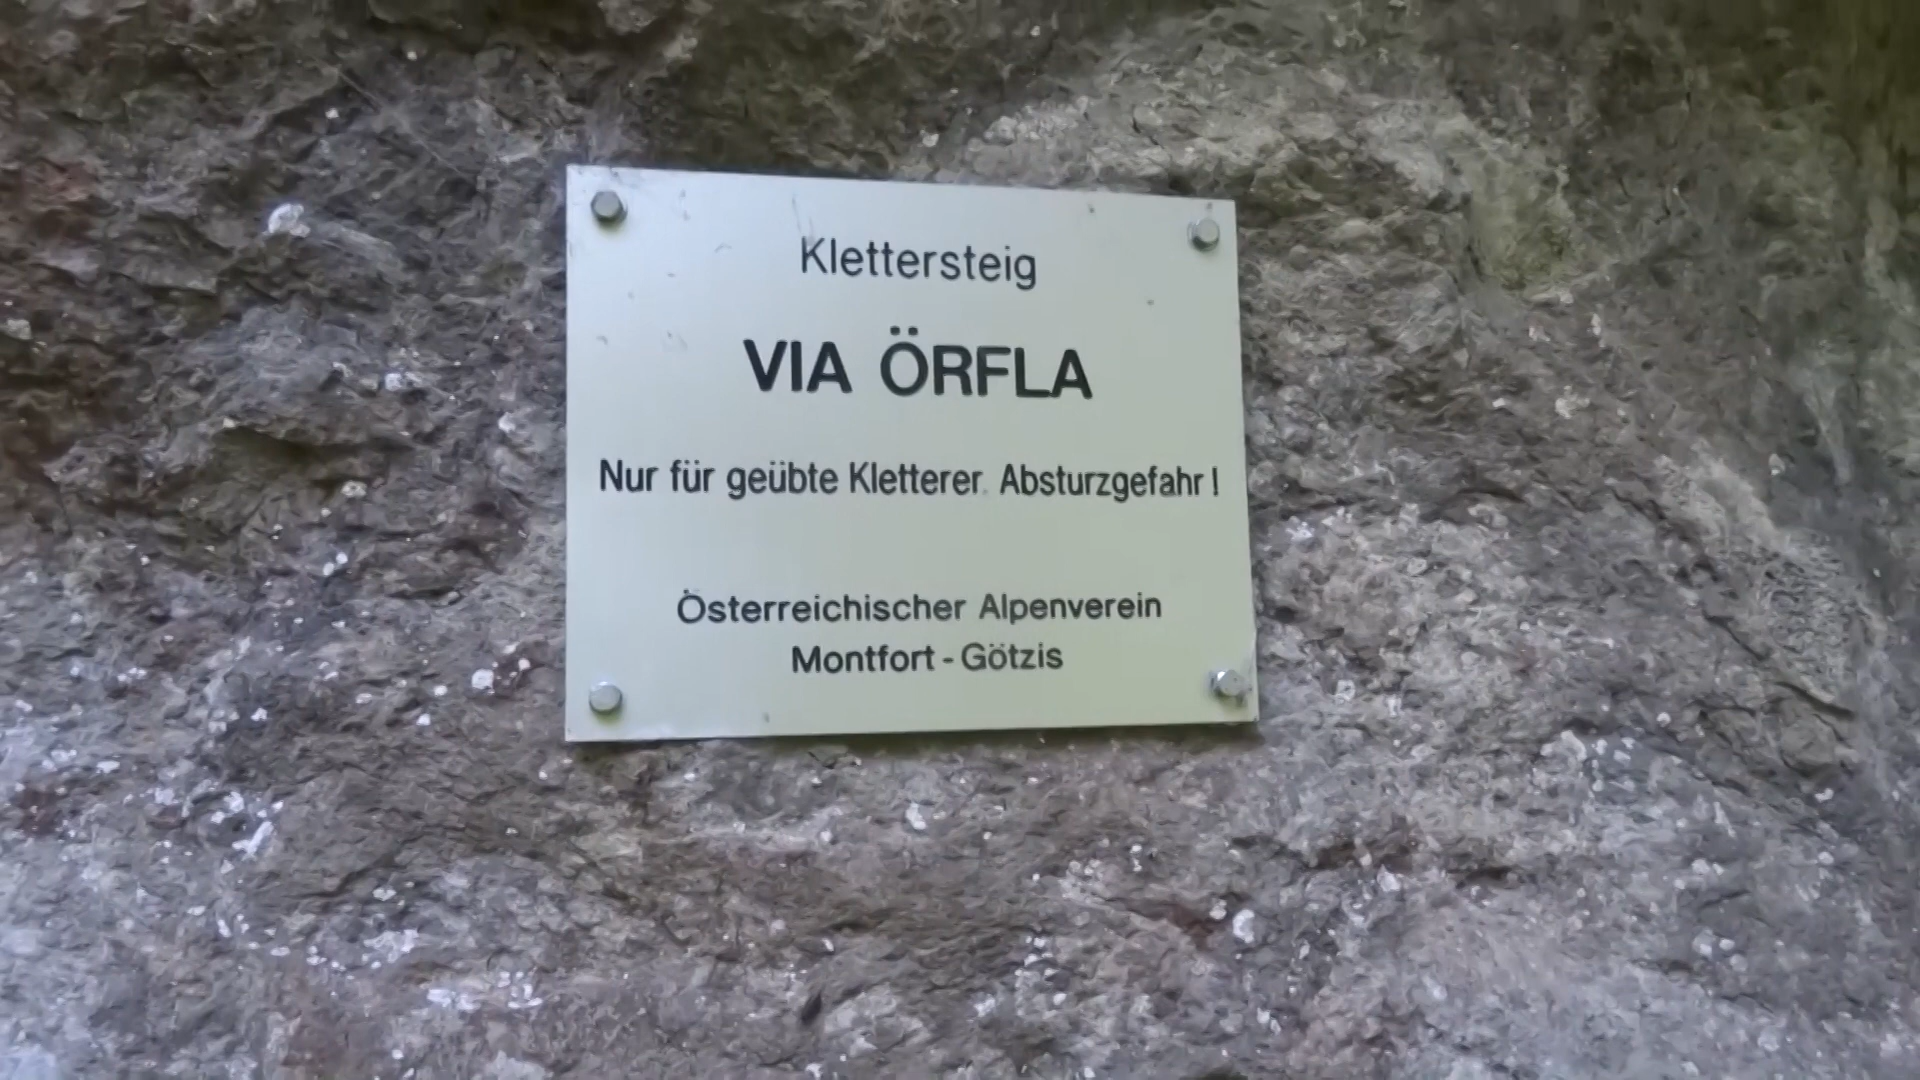 Klettersteig
VIA ÖRFLA
Nur für geübte Kletterer. Absturzgefahr!
Österreichischer Alpenverein
Montfort - Götzis